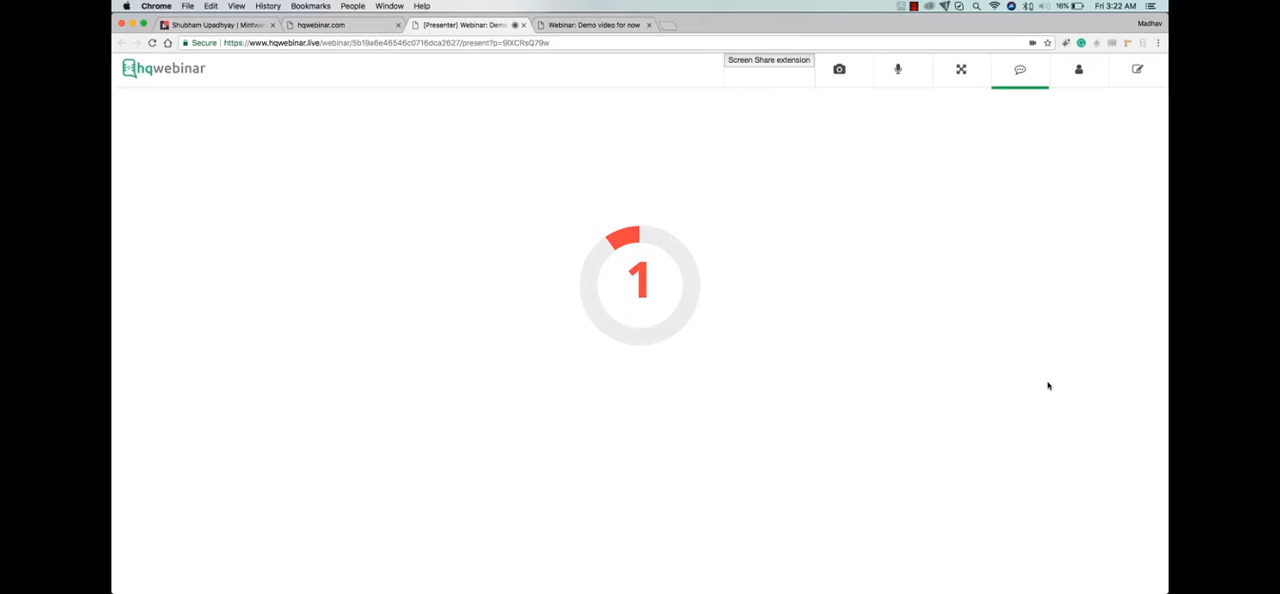 Chrome File Edit View History Bookmarks People Window Help 16% Fri 3:22 AM
Shubham Upadhyay | Mintwa hqwebinar.com [Presenter] Webinar: Demo Webinar: Demo video for now Madhav
Secure https://www.hqwebinar.live/webinar/5b19a6e46546c0716dca2627/present?p=9lXCRsQ79w
hqwebinar Screen Share extension
1